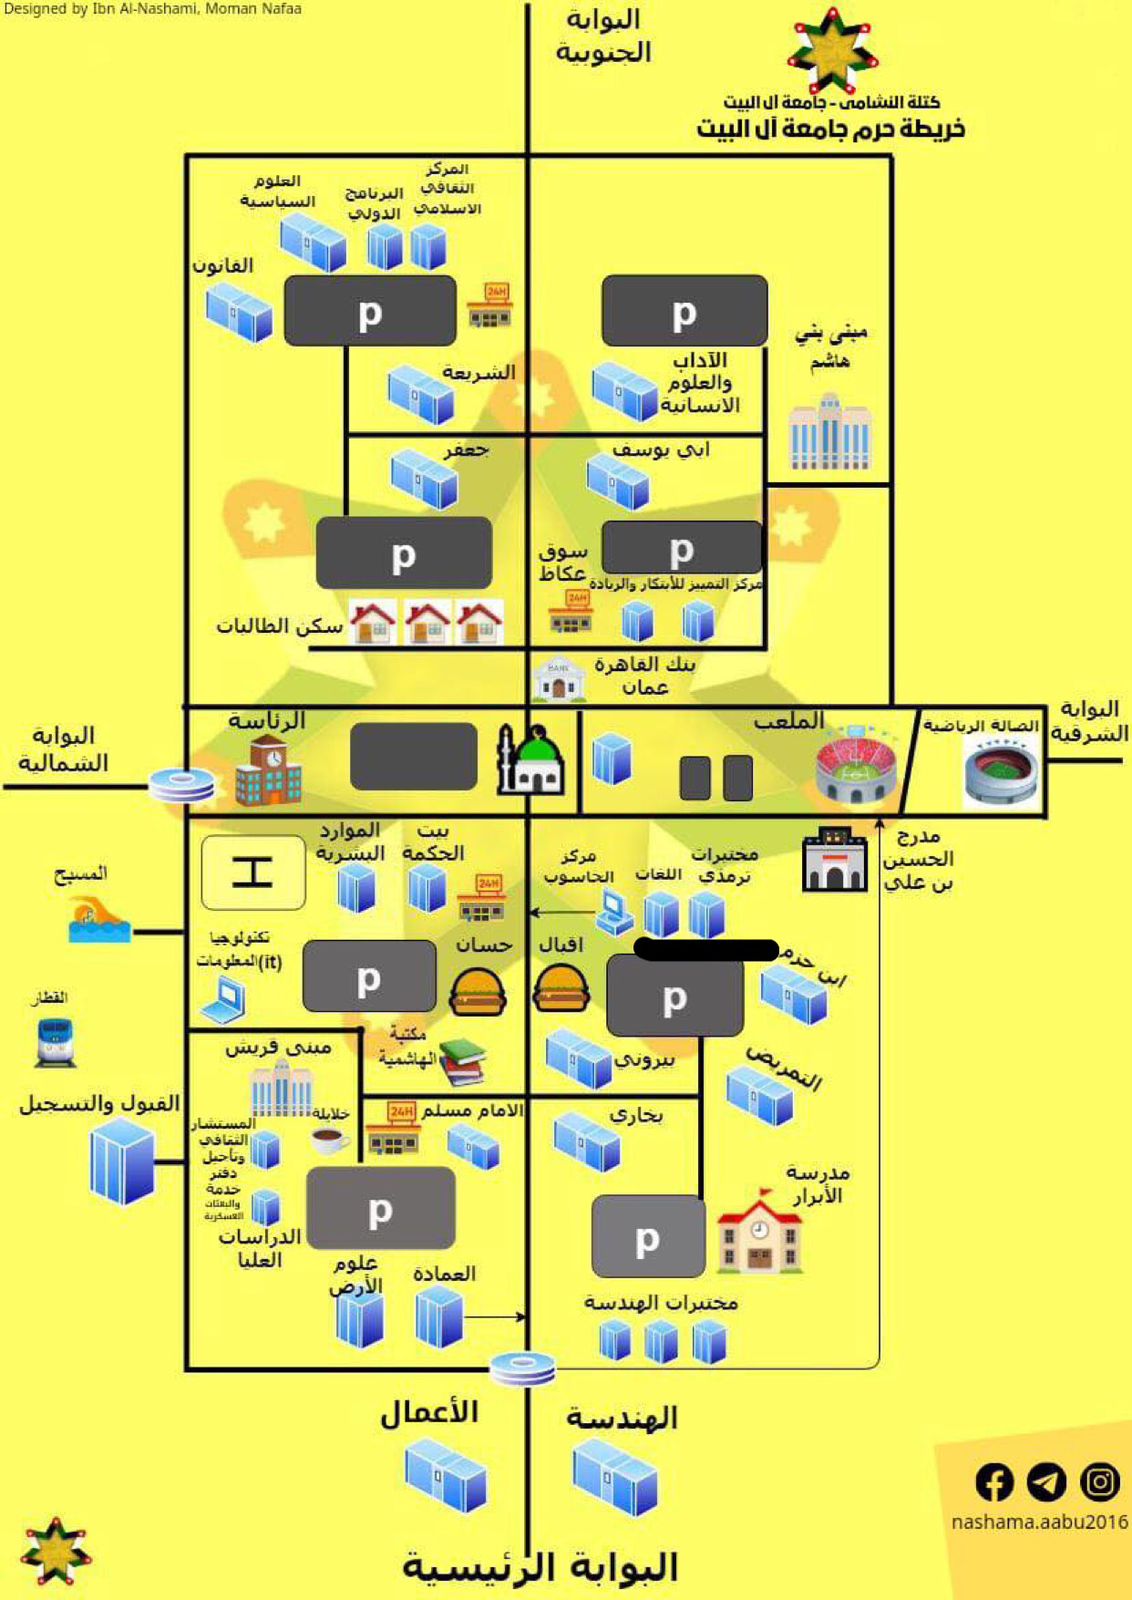 Designed by Ibn Al-Nashami, Moman Nafaa
البوابة
الجنوبية
كتلة النشامى - جامعة آل البيت
خريطة حرم جامعة آل البيت
المركز
الثقافي
الاسلامي
البرنامج
الدولي
العلوم
السياسية
القانون
p
24H
p
مبنى بني
هاشم
الشريعة
الآداب
والعلوم
الانسانية
جعفر
ابي يوسف
p
p
سوق
عكاظ
مركز التمييز للأبتكار والريادة
24H
سكن الطالبات
BANK
بنك القاهرة
عمان
البوابة
الشرقية
الصالة الرياضية
الملعب
الرئاسة
البوابة
الشمالية
مدرج
الحسين
بن علي
مختبرات
ترمذي
اللغات
مركز
الحاسوب
بيت
الحكمة
الموارد
البشرية
24H
H
المسبح
تكنولوجيا
المعلومات(it)
p
حسان
اقبال
p
ابن حزم
القطار
مكتبة
الهاشمية
بيروني
التمريض
مبنى قريش
القبول والتسجيل
خلايلة
24H
الامام مسلم
بخاري
المستشار
الثقافي
وتأجيل
دفتر
خدمة
والبعثات
العسكرية
p
p
مدرسة
الأبرار
الدراسات
العليا
علوم
الأرض
العمادة
مختبرات الهندسة
الأعمال
الهندسة
nashama.aabu2016
البوابة الرئيسية